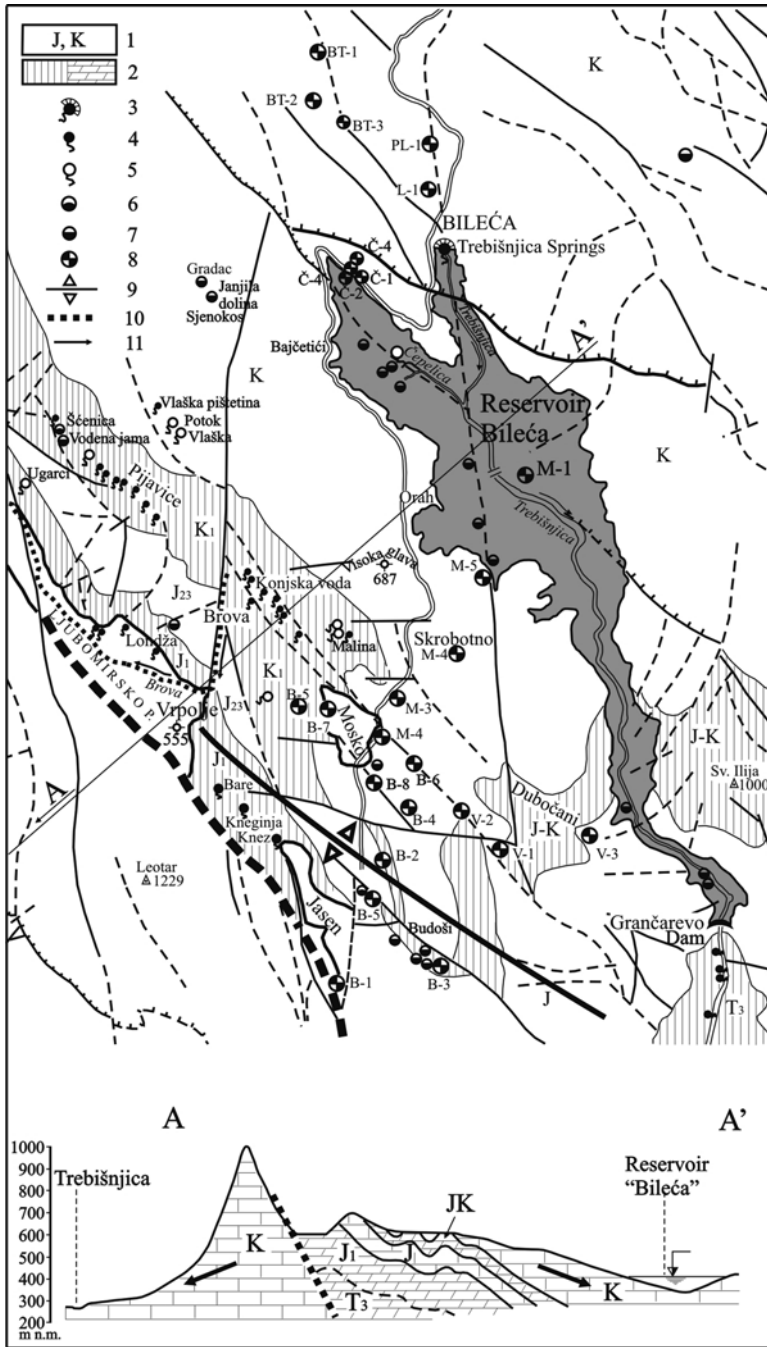 J, K 1
2
3
4
5
6
7
8
9
10
11
BT-1
K
BT-2
BT-3
PL-1
L-1
BILEĆA
Trebišnjica Springs
Č-4
Č-4
Č-1
Č-2
Gradac
Janjila
dolina
Sjenokos
Trebišnjica
A’
Bajčetići
Čepelica
K
Reservoir
Bileća
Vlaška pištetina
Potok
Vlaška
Šćenica
Vodena jama
Ugarci
Pijavice
M-1
K
Orah
Trebišnjica
K1
Visoka glava
687
M-5
J23
Konjska voda
Brova
Malina
Skrobotno
M-4
Londža
J1
LJUBOMIRSKO P.
Brova
K1
J23
B-5
B-7
M-3
Mosko
M-4
Vrpolje
555
J-K
Sv. Ilija
1000
J1
B-8
B-6
Dubočani
A
Bare
B-4
V-2
J-K
Kneginja
Knez
V-1
V-3
B-2
Leotar
1229
Jasen
B-5
Budoši
Grančarevo
Dam
B-1
B-3
J
T3
A A’
1000
900
800
700
600
500
400
300
200
m n.m.
Trebišnjica
Reservoir
“Bileća”
JK
K
J1
J
K
T3